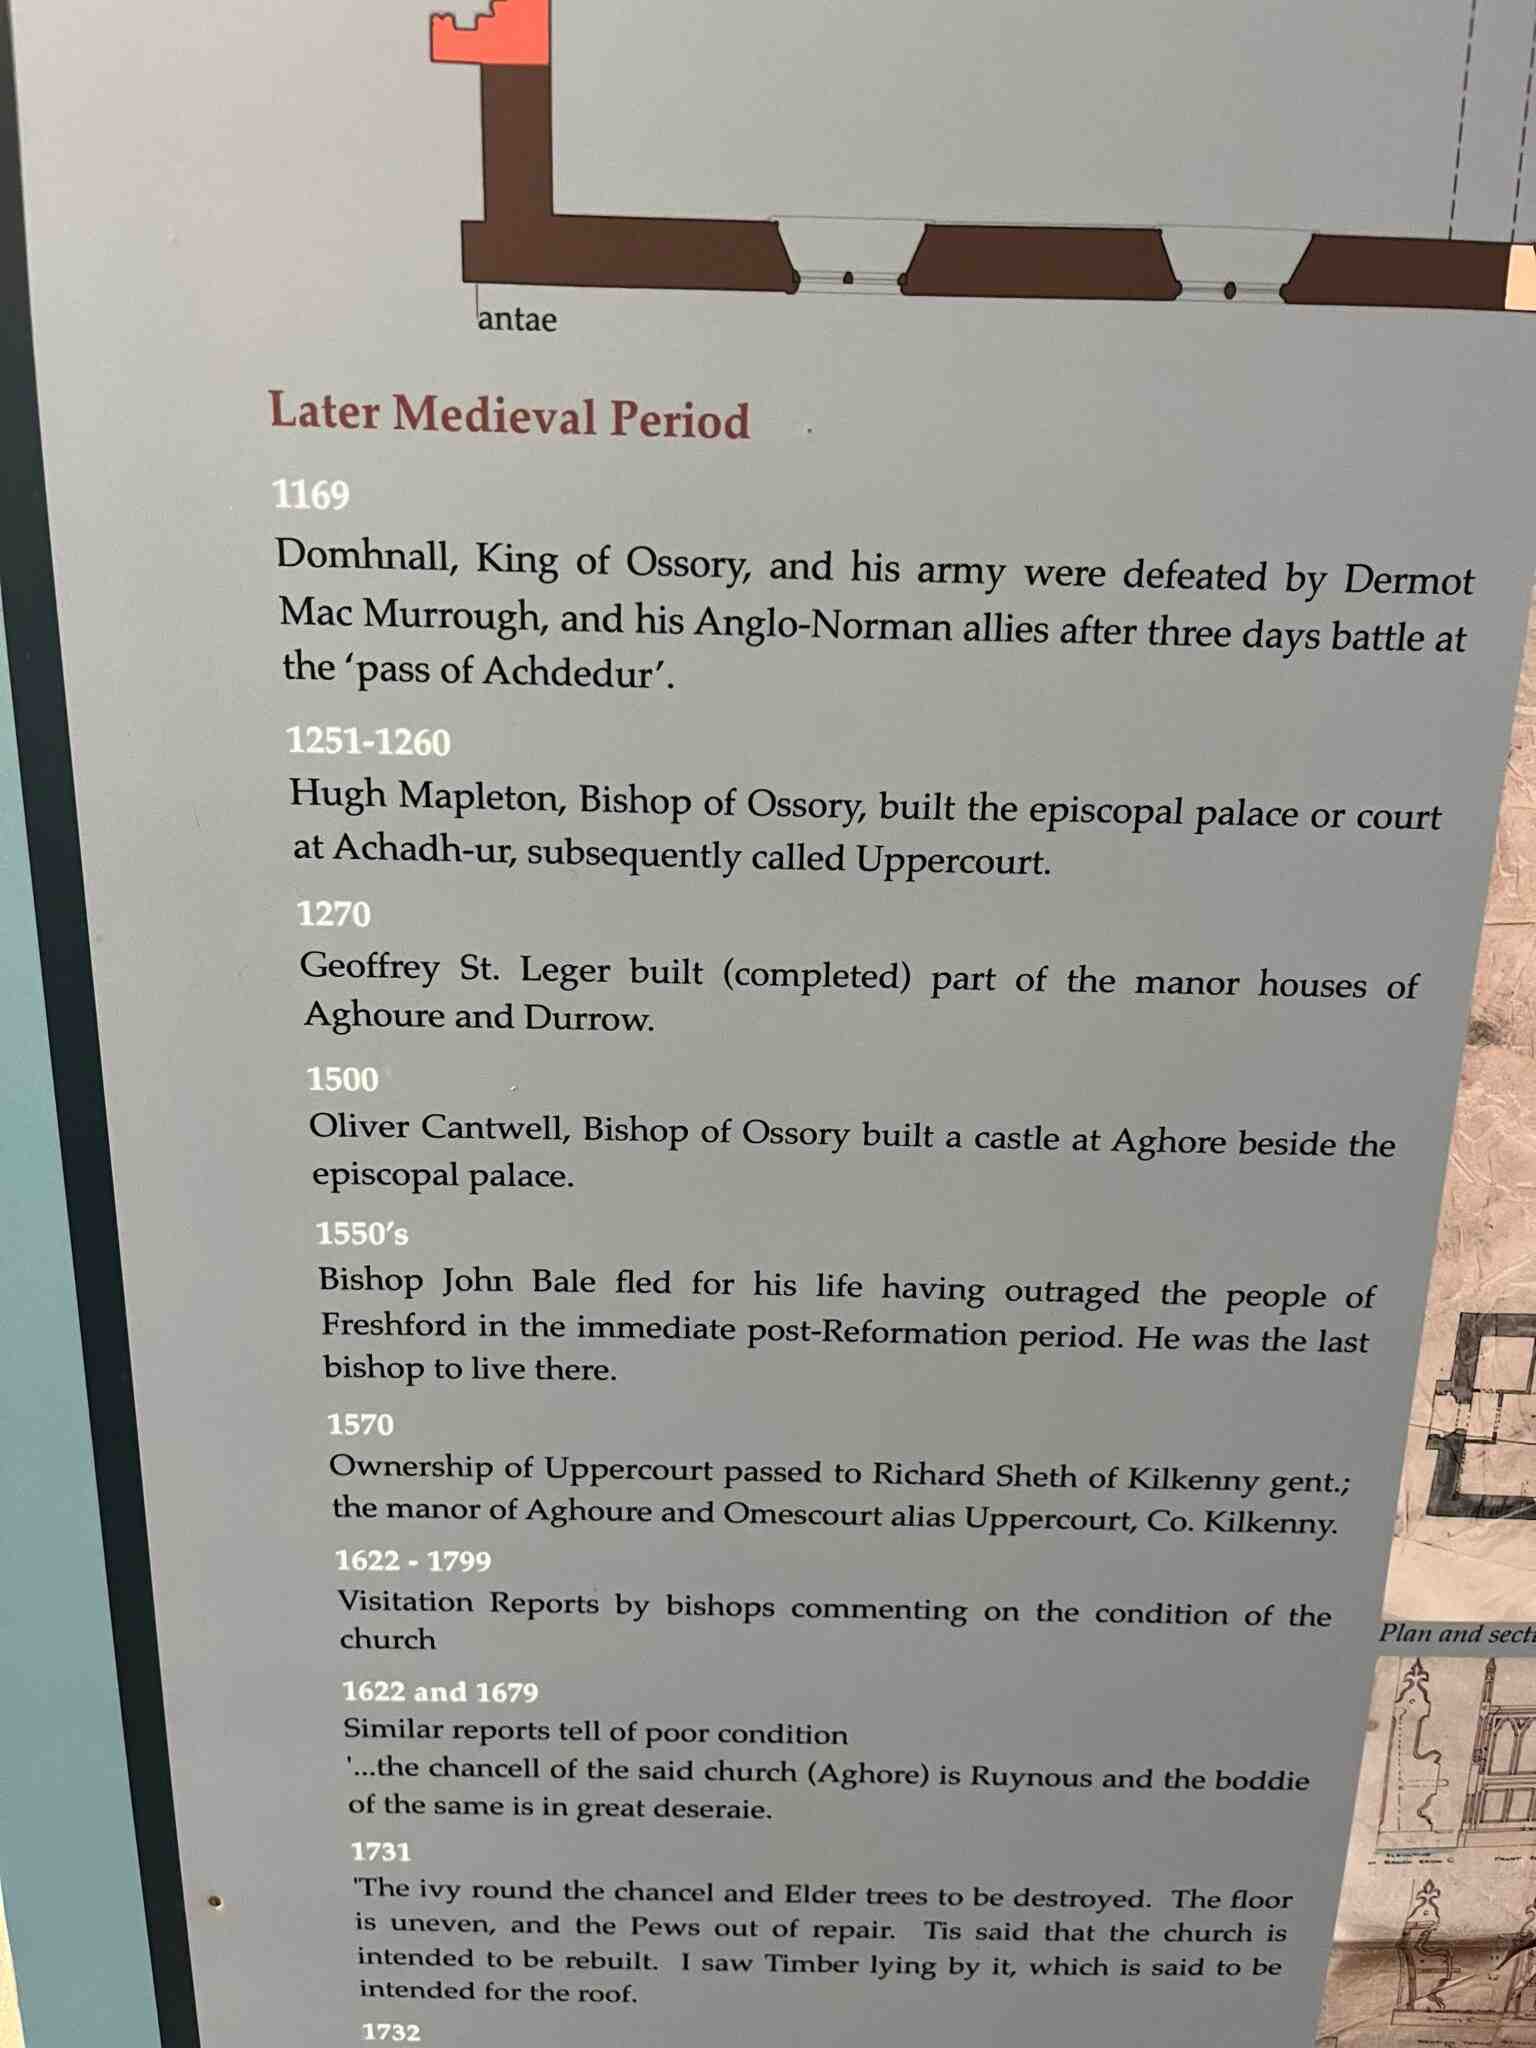 antae
Later Medieval Period
1169
Domhnall, King of Ossory, and his army were defeated by Dermot
Mac Murrough, and his Anglo-Norman allies after three days battle at
the ‘pass of Achdedur’.
1251-1260
Hugh Mapleton, Bishop of Ossory, built the episcopal palace or court
at Achadh-ur, subsequently called Uppercourt.
1270
Geoffrey St. Leger built (completed) part of the manor houses of
Aghoure and Durrow.
1500
Oliver Cantwell, Bishop of Ossory built a castle at Aghore beside the
episcopal palace.
1550’s
Bishop John Bale fled for his life having outraged the people of
Freshford in the immediate post-Reformation period. He was the last
bishop to live there.
1570
Ownership of Uppercourt passed to Richard Sheth of Kilkenny gent.;
the manor of Aghoure and Omescourt alias Uppercourt, Co. Kilkenny.
1622 - 1799
Visitation Reports by bishops commenting on the condition of the
church
1622 and 1679
Similar reports tell of poor condition
'...the chancell of the said church (Aghore) is Ruynous and the boddie
of the same is in great deseraie.
1731
'The ivy round the chancel and Elder trees to be destroyed. The floor
is uneven, and the Pews out of repair. Tis said that the church is
intended to be rebuilt. I saw Timber lying by it, which is said to be
intended for the roof.
1732
Plan and secti